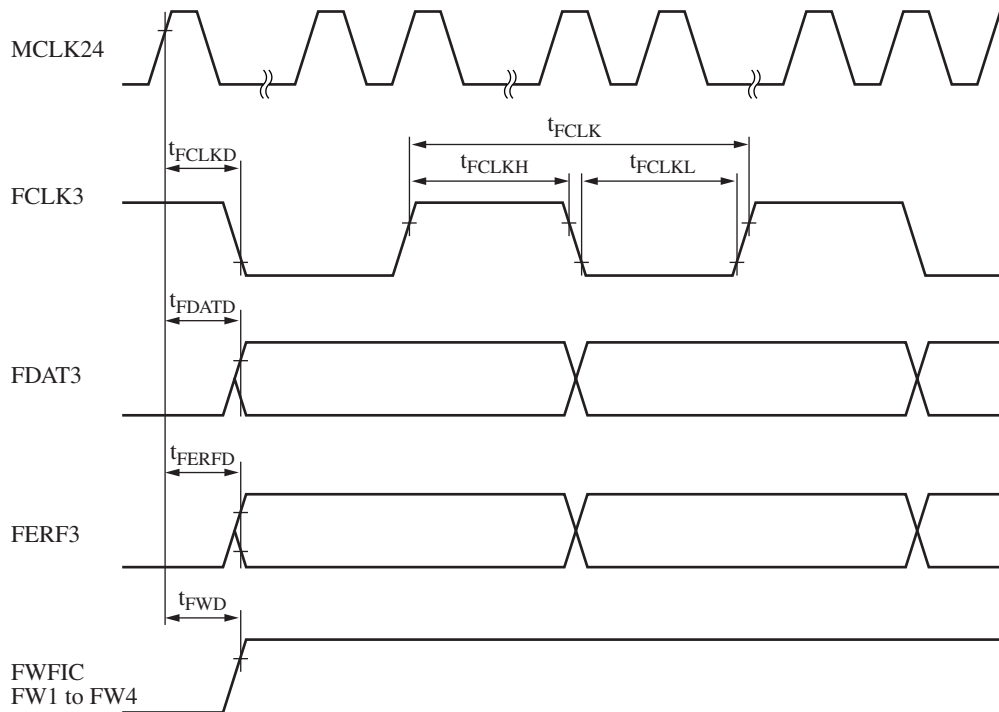 MCLK24
tFCLK
tFCLKD
tFCLKH
tFCLKL
FCLK3
tFDATD
FDAT3
tFERFD
FERF3
tFWD
FWFIC
FW1 to FW4